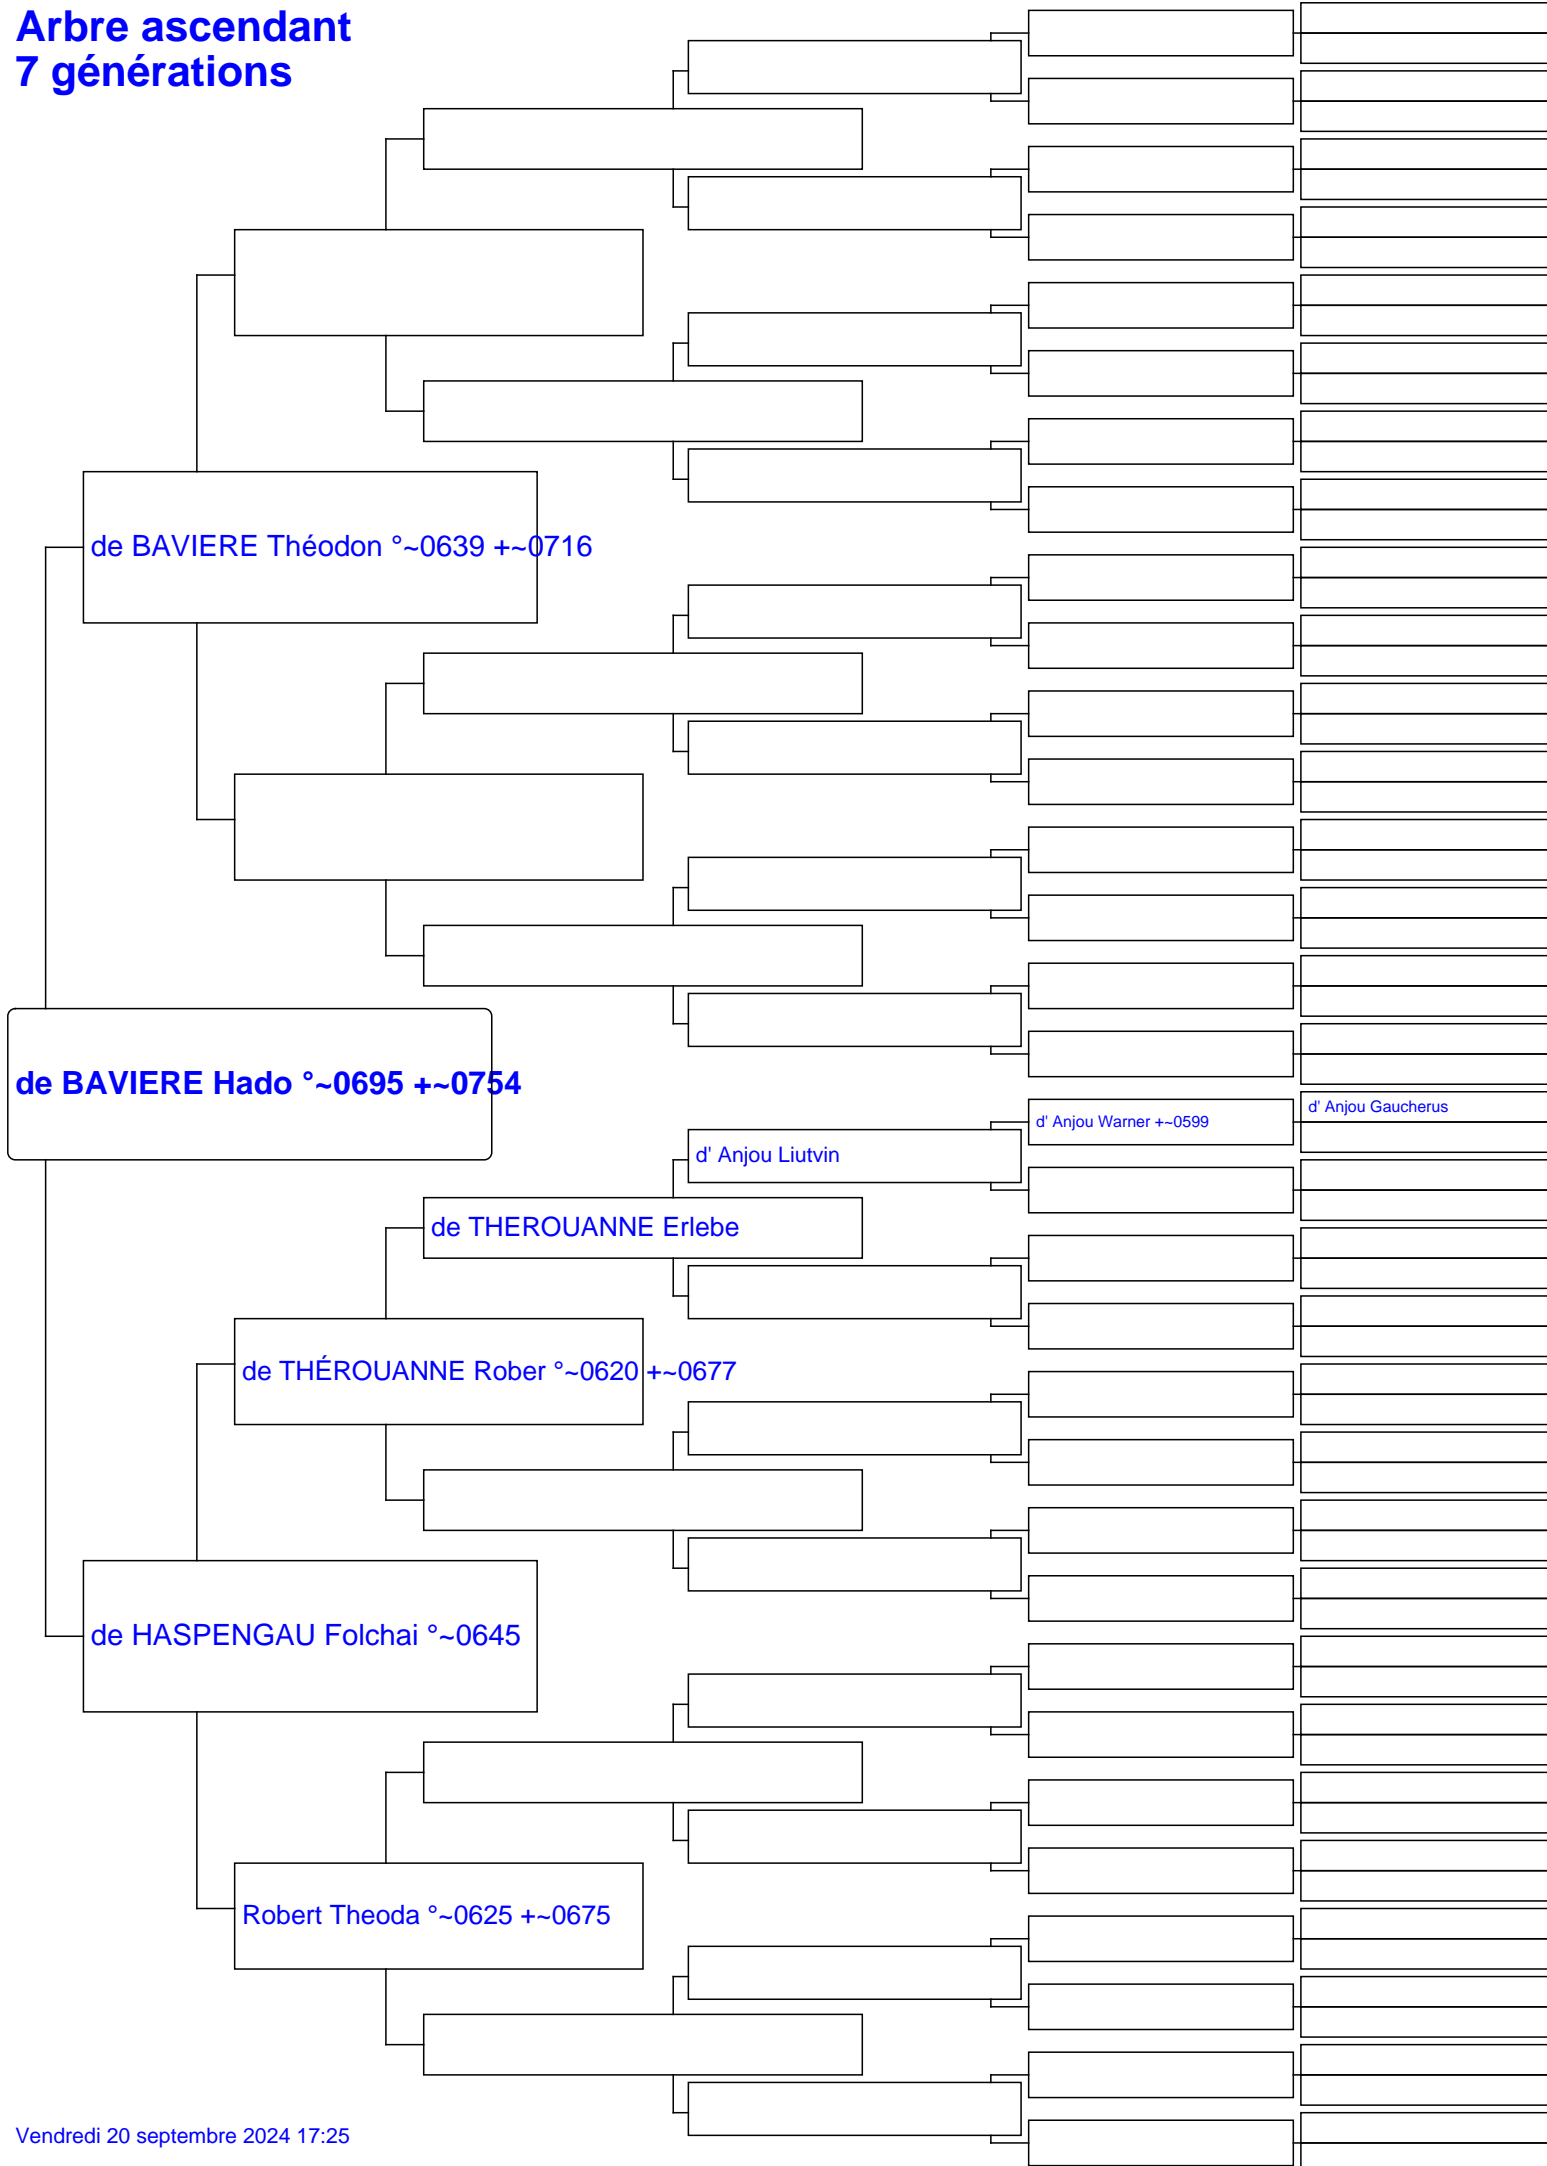 Arbre ascendant
7 générations
de BAVIERE Théodon °~0639 +~0716
de BAVIERE Hado °~0695 +~0754
d' Anjou Gaucherus
d' Anjou Warner +~0599
d' Anjou Liutvin
de THEROUANNE Erlebe
de THÉROUANNE Rober °~0620 +~0677
de HASPENGAU Folchai °~0645
Robert Theoda °~0625 +~0675
Vendredi 20 septembre 2024 17:25